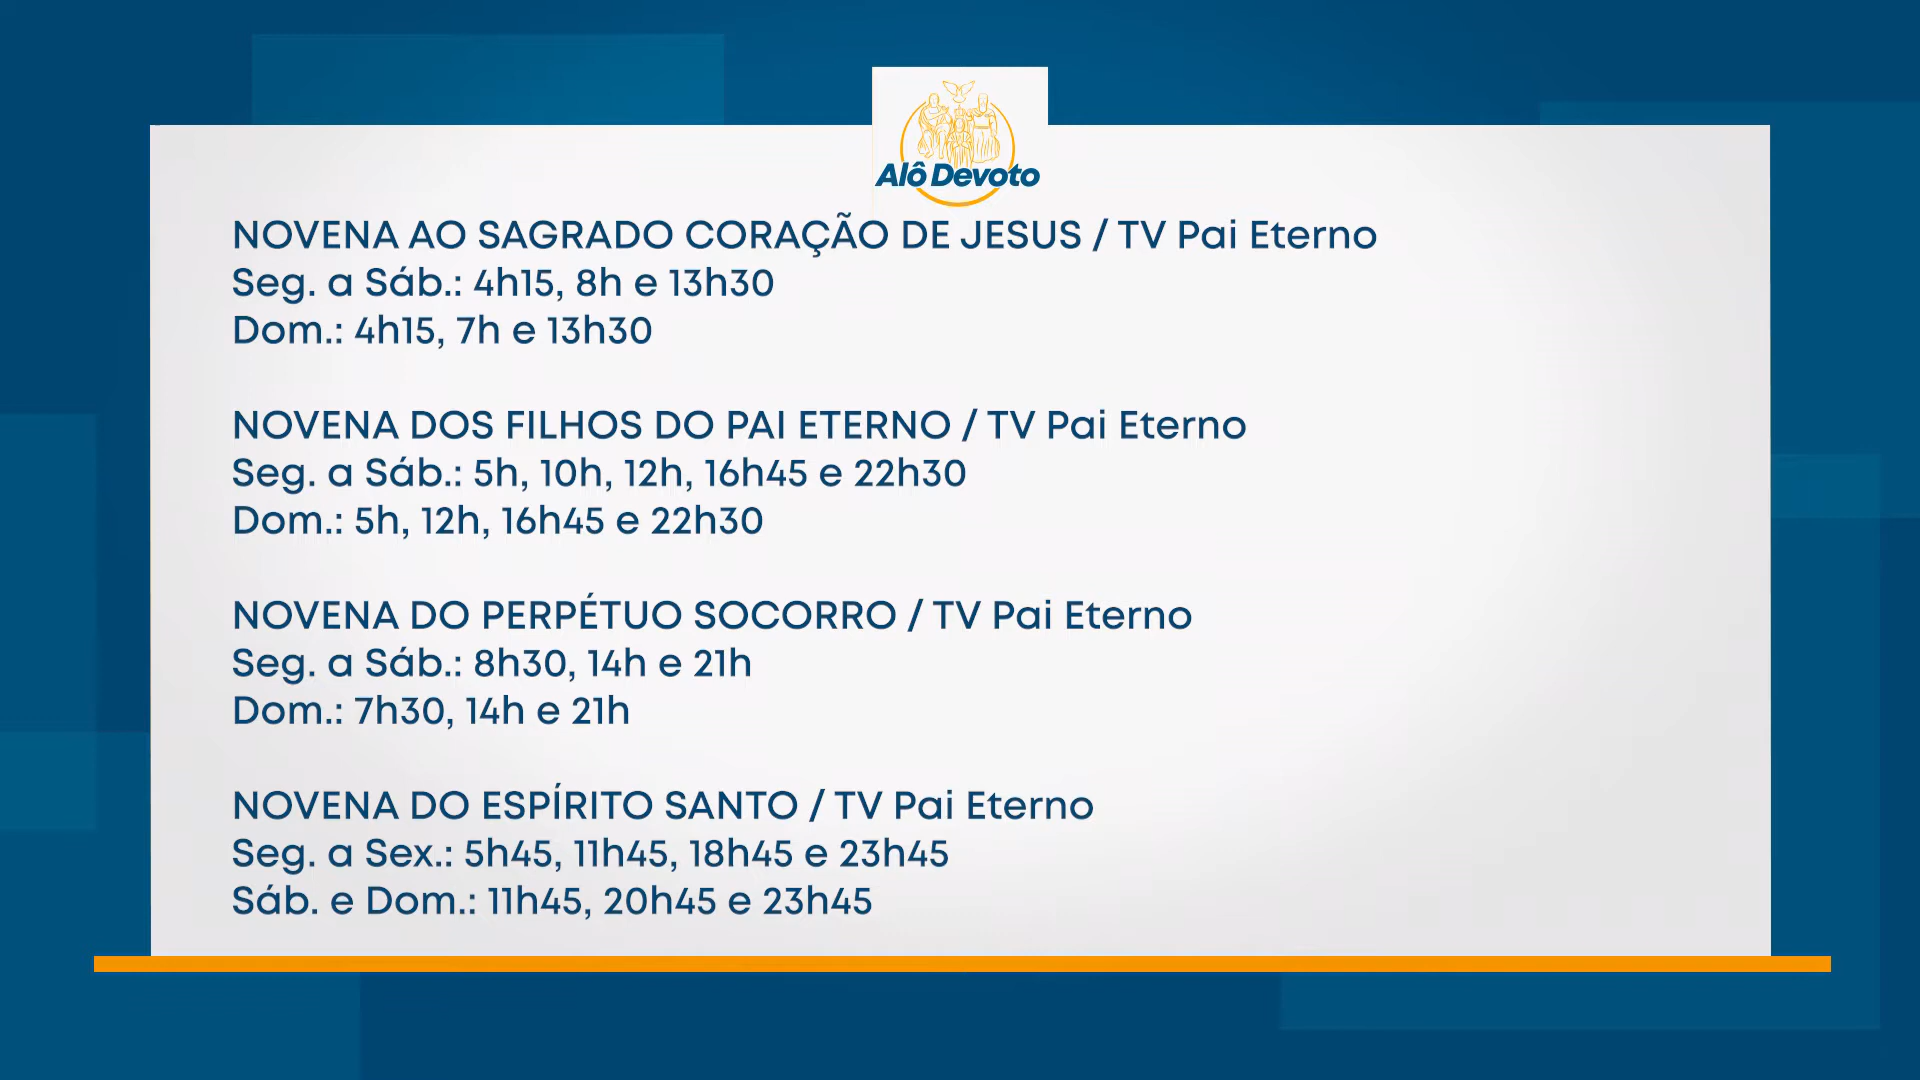 Alô Devoto
NOVENA AO SAGRADO CORAÇÃO DE JESUS / TV Pai Eterno
Seg. a Sáb.: 4h15, 8h e 13h30
Dom.: 4h15, 7h e 13h30
NOVENA DOS FILHOS DO PAI ETERNO / TV Pai Eterno
Seg. a Sáb.: 5h, 10h, 12h, 16h45 e 22h30
Dom.: 5h, 12h, 16h45 e 22h30
NOVENA DO PERPÉTUO SOCORRO / TV Pai Eterno
Seg. a Sáb.: 8h30, 14h e 21h
Dom.: 7h30, 14h e 21h
NOVENA DO ESPÍRITO SANTO / TV Pai Eterno
Seg. a Sex.: 5h45, 11h45, 18h45 e 23h45
Sáb. e Dom.: 11h45, 20h45 e 23h45